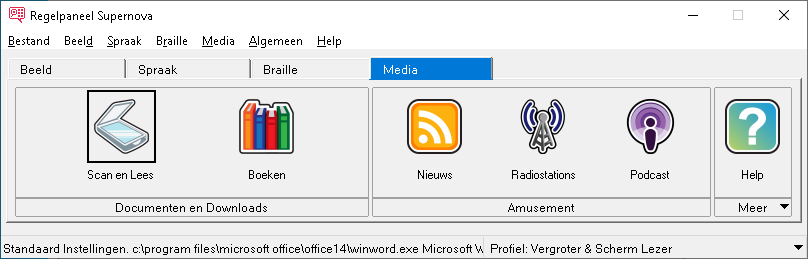 Regelpaneel Supernova
Bestand Beeld Spraak Braille Media Algemeen Help
Beeld Spraak Braille Media
Scan en Lees Boeken Nieuws Radiostations Podcast Help
Documenten en Downloads Amusement Meer
Standaard Instellingen. c:\program files\microsoft office\office14\winword.exe Microsoft W Profiel: Vergroter & Scherm Lezer